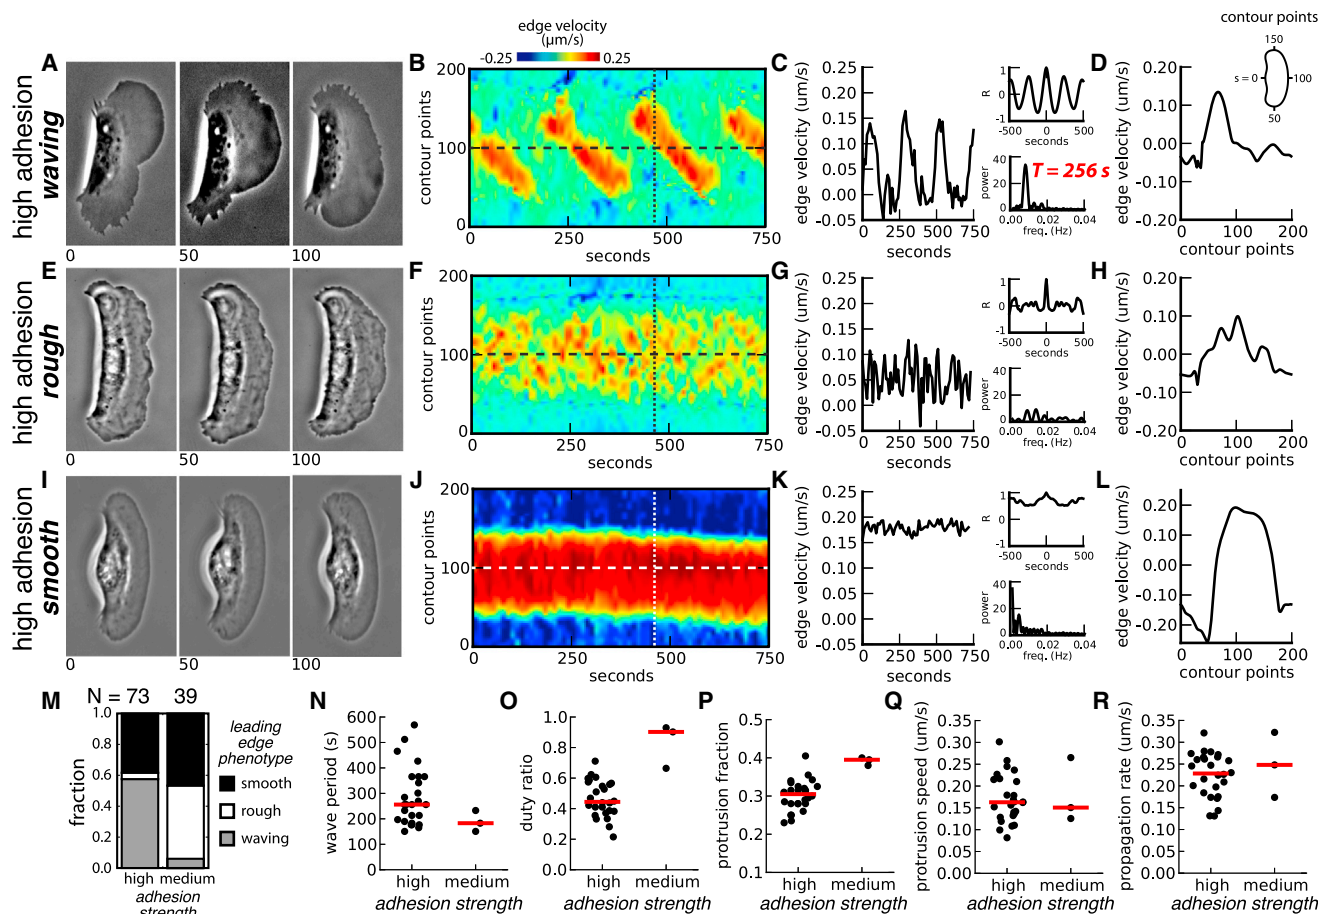 edge velocity
(µm/s)
-0.25 0.25
contour points
150
s = 0 100
50
A
high adhesion
waving
0 50 100
B
contour points
200
100
0
0 250 500 750
seconds
C
edge velocity (um/s)
0.25
0.20
0.15
0.10
0.05
0.00
-0.05
0 250 500 750
seconds
R
1
0
1
-500 0 500
seconds
power
40
20
0
T = 256 s
0.00 0.02 0.04
freq. (Hz)
D
edge velocity (um/s)
0.20
0.10
0.00
-0.10
-0.20
0 100 200
contour points
E
high adhesion
rough
0 50 100
F
contour points
200
100
0
0 250 500 750
seconds
G
edge velocity (um/s)
0.25
0.20
0.15
0.10
0.05
0.00
-0.05
0 250 500 750
seconds
R
1
0
1
-500 0 500
seconds
power
40
20
0
0.00 0.02 0.04
freq. (Hz)
H
edge velocity (um/s)
0.20
0.10
0.00
-0.10
-0.20
0 100 200
contour points
I
high adhesion
smooth
0 50 100
J
contour points
200
100
0
0 250 500 750
seconds
K
edge velocity (um/s)
0.25
0.20
0.15
0.10
0.05
0.00
-0.05
0 250 500 750
seconds
R
1
0
1
-500 0 500
seconds
power
40
20
0
0.00 0.02 0.04
freq. (Hz)
L
edge velocity (um/s)
0.20
0.10
0.00
-0.10
-0.20
0 100 200
contour points
M
N = 73 39
fraction
1.0
0.8
0.6
0.4
0.2
0.0
high medium
adhesion
strength
leading
edge
phenotype
smooth
rough
waving
N
wave period (s)
600
500
400
300
200
100
0
high medium
adhesion strength
O
duty ratio
1.0
0.8
0.6
0.4
0.2
0.0
high medium
adhesion strength
P
protrusion fraction
0.5
0.4
0.3
0.2
0.1
high medium
adhesion strength
Q
protrusion speed (um/s)
0.35
0.30
0.25
0.20
0.15
0.10
0.05
0.00
high medium
adhesion strength
R
propagation rate (um/s)
0.35
0.30
0.25
0.20
0.15
0.10
0.05
0.00
high medium
adhesion strength